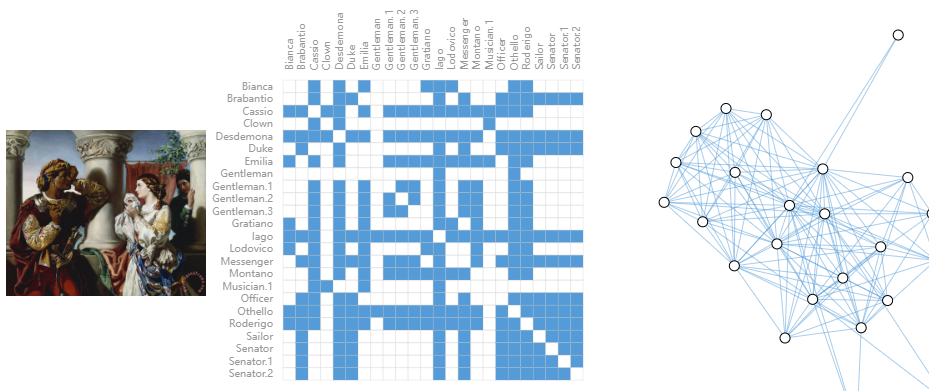 Bianca
Brabantio
Cassio
Clown
Desdemona
Duke
Emilia
Gentleman
Gentleman.1
Gentleman.2
Gentleman.3
Gratiano
Iago
Lodovico
Messenger
Montano
Musician.1
Officer
Othello
Roderigo
Sailor
Senator
Senator.1
Senator.2
Bianca
Brabantio
Cassio
Clown
Desdemona
Duke
Emilia
Gentleman
Gentleman.1
Gentleman.2
Gentleman.3
Gratiano
Iago
Lodovico
Messenger
Montano
Musician.1
Officer
Othello
Roderigo
Sailor
Senator
Senator.1
Senator.2